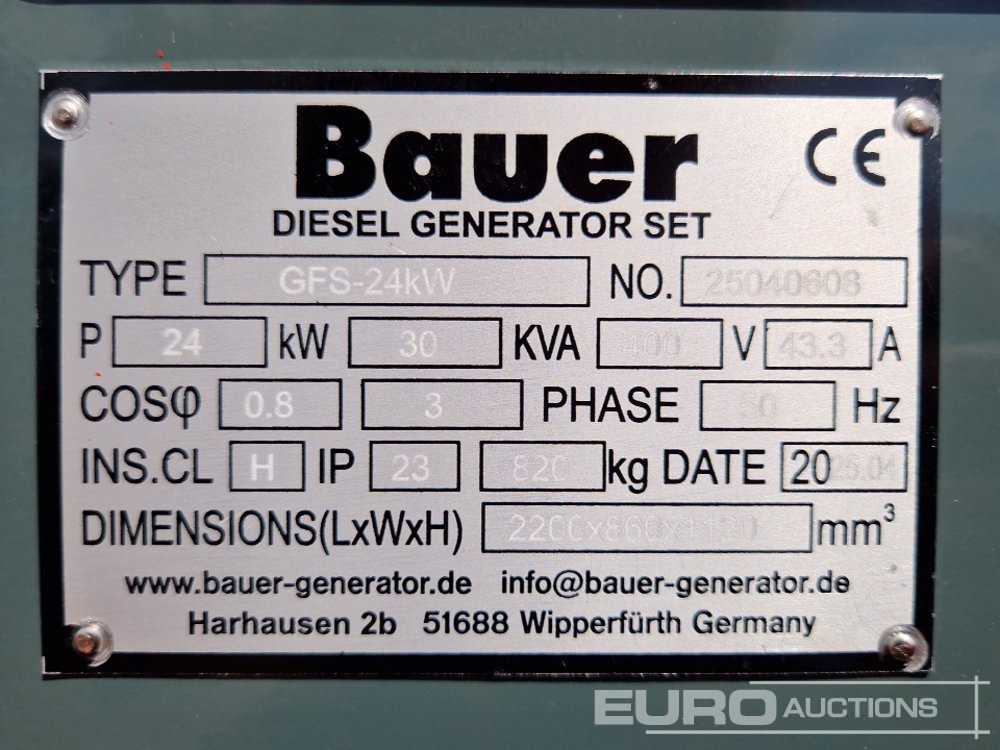 Bauer CE
DIESEL GENERATOR SET
TYPE GFS-24kW NO. 25040608
P 24 kW 30 KVA 400 V 43.3 A
COSφ 0.8 3 PHASE 50 Hz
INS.CL H IP 23 820 kg DATE 2025.04
DIMENSIONS(LxWxH) 2200x860x1120 mm³
www.bauer-generator.de info@bauer-generator.de
Harhausen 2b 51688 Wipperfürth Germany
EURO AUCTIONS